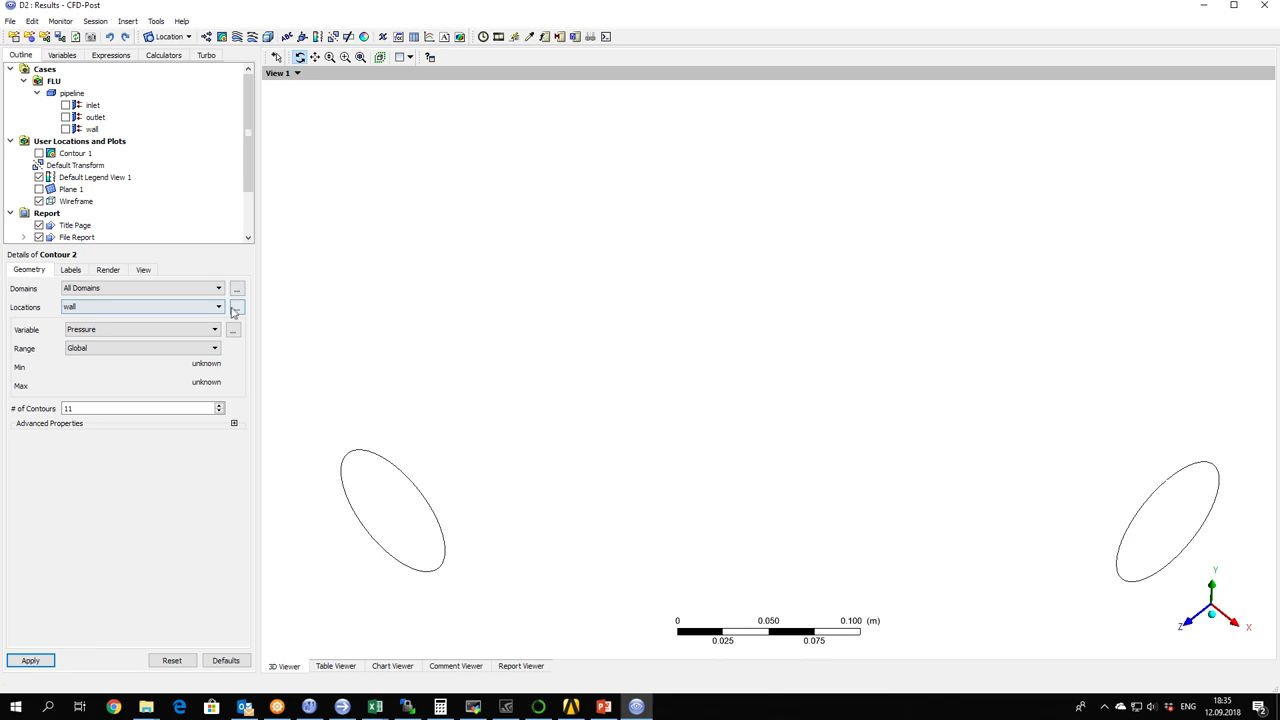 D2 : Results - CFD-Post
File Edit Monitor Session Insert Tools Help
Location
Outline Variables Expressions Calculators Turbo
View 1
Cases
FLU
pipeline
inlet
outlet
wall
User Locations and Plots
Contour 1
Default Transform
Default Legend View 1
Plane 1
Wireframe
Report
Title Page
File Report
Details of Contour 2
Geometry Labels Render View
Domains All Domains ...
Locations wall ...
Variable Pressure ...
Range Global
Min unknown
Max unknown
# of Contours 11
Advanced Properties
0 0.050 0.100 (m)
0.025 0.075
Y
Z X
Apply Reset Defaults
3D Viewer Table Viewer Chart Viewer Comment Viewer Report Viewer
ENG
18:35
12.09.2018